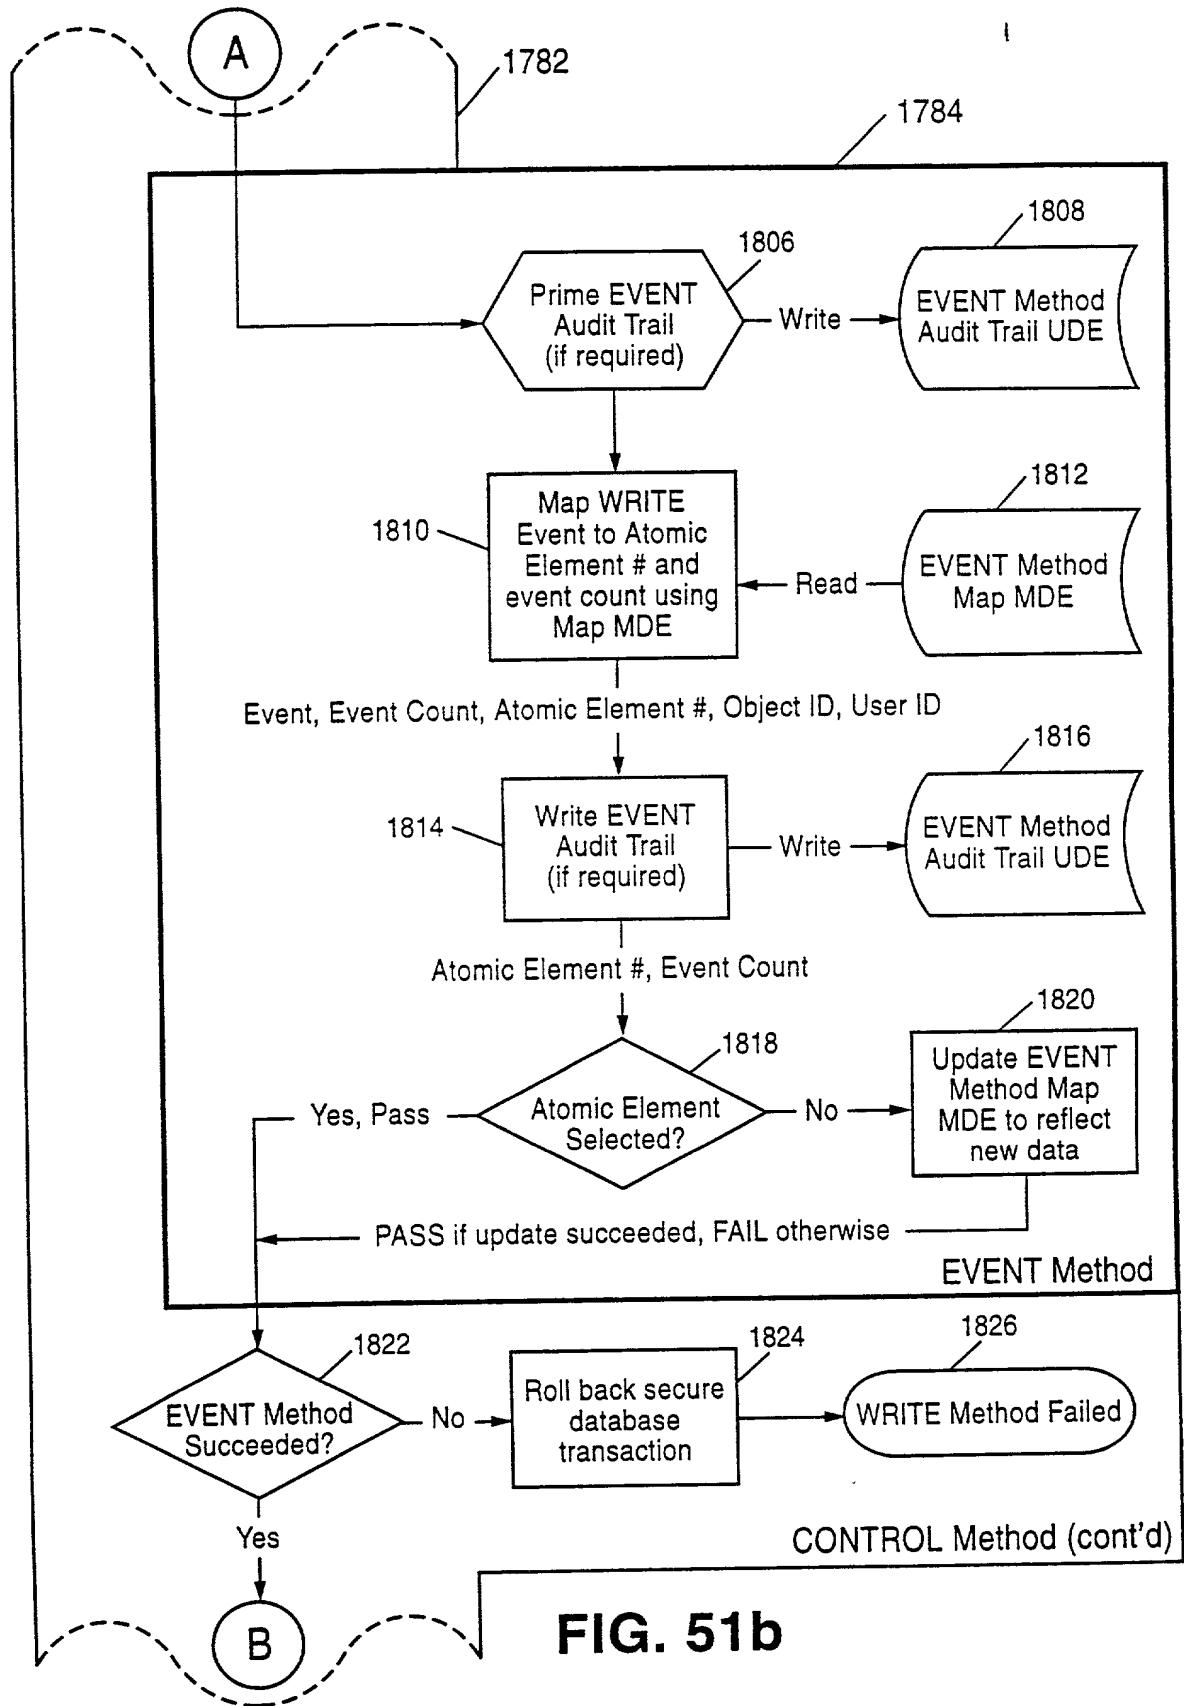 A
1782
1784
1806
1808
Prime EVENT
Audit Trail
(if required)
Write
EVENT Method
Audit Trail UDE
1810
Map WRITE
Event to Atomic
Element # and
event count using
Map MDE
Read
1812
EVENT Method
Map MDE
Event, Event Count, Atomic Element #, Object ID, User ID
1814
Write EVENT
Audit Trail
(if required)
Write
1816
EVENT Method
Audit Trail UDE
Atomic Element #, Event Count
1818
1820
Yes, Pass
Atomic Element
Selected?
No
Update EVENT
Method Map
MDE to reflect
new data
PASS if update succeeded, FAIL otherwise
EVENT Method
1822
1824
1826
EVENT Method
Succeeded?
No
Roll back secure
database
transaction
WRITE Method Failed
Yes
CONTROL Method (cont'd)
B
FIG. 51b